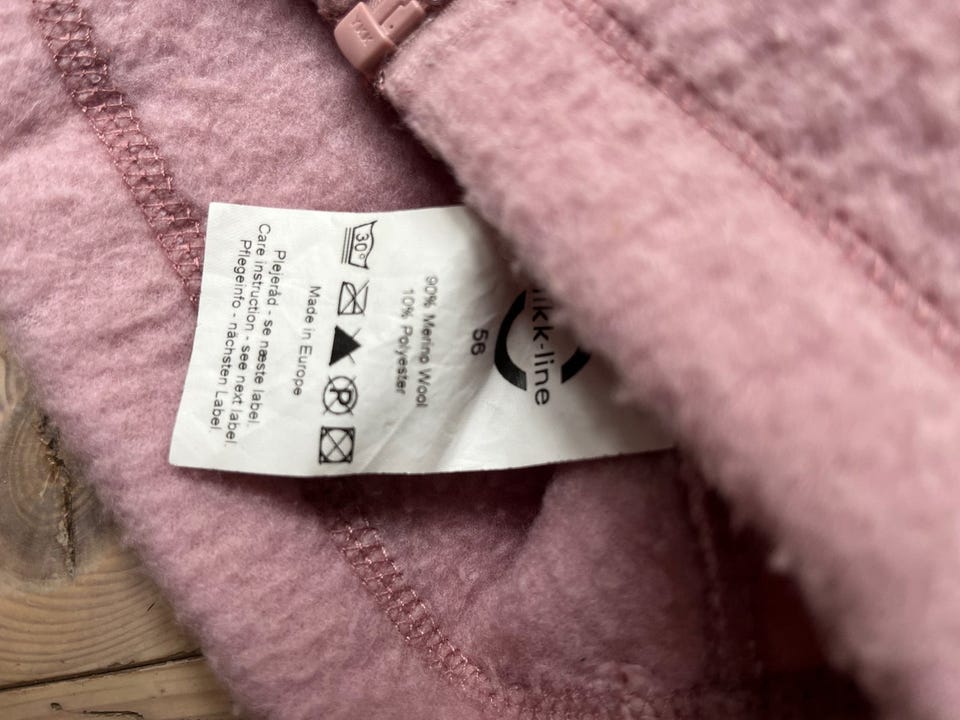 ikk-line
56
90% Merino Wool
10% Polyester
30°
P
Made in Europe
Plejeråd - se næste label.
Care instruction - see next label.
Pflegeinfo - nächsten Label.
YKK